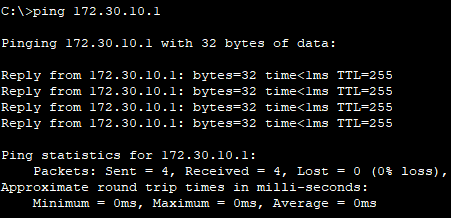 C:\>ping 172.30.10.1
Pinging 172.30.10.1 with 32 bytes of data:
Reply from 172.30.10.1: bytes=32 time<1ms TTL=255
Reply from 172.30.10.1: bytes=32 time<1ms TTL=255
Reply from 172.30.10.1: bytes=32 time<1ms TTL=255
Reply from 172.30.10.1: bytes=32 time<1ms TTL=255
Ping statistics for 172.30.10.1:
Packets: Sent = 4, Received = 4, Lost = 0 (0% loss),
Approximate round trip times in milli-seconds:
Minimum = 0ms, Maximum = 0ms, Average = 0ms